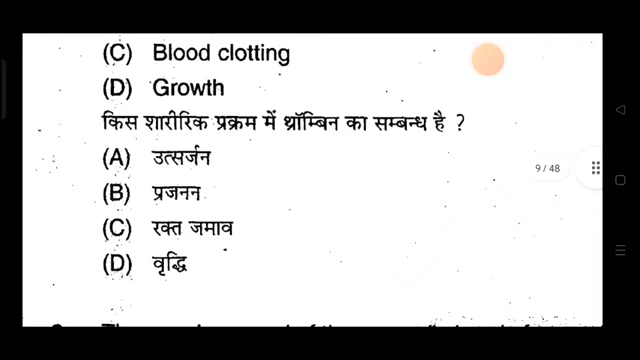 (C) Blood clotting
(D) Growth
किस शारीरिक प्रक्रम में थ्रॉम्बिन का सम्बन्ध है ?
(A) उत्सर्जन
(B) प्रजनन
(C) रक्त जमाव
(D) वृद्धि
9 / 48